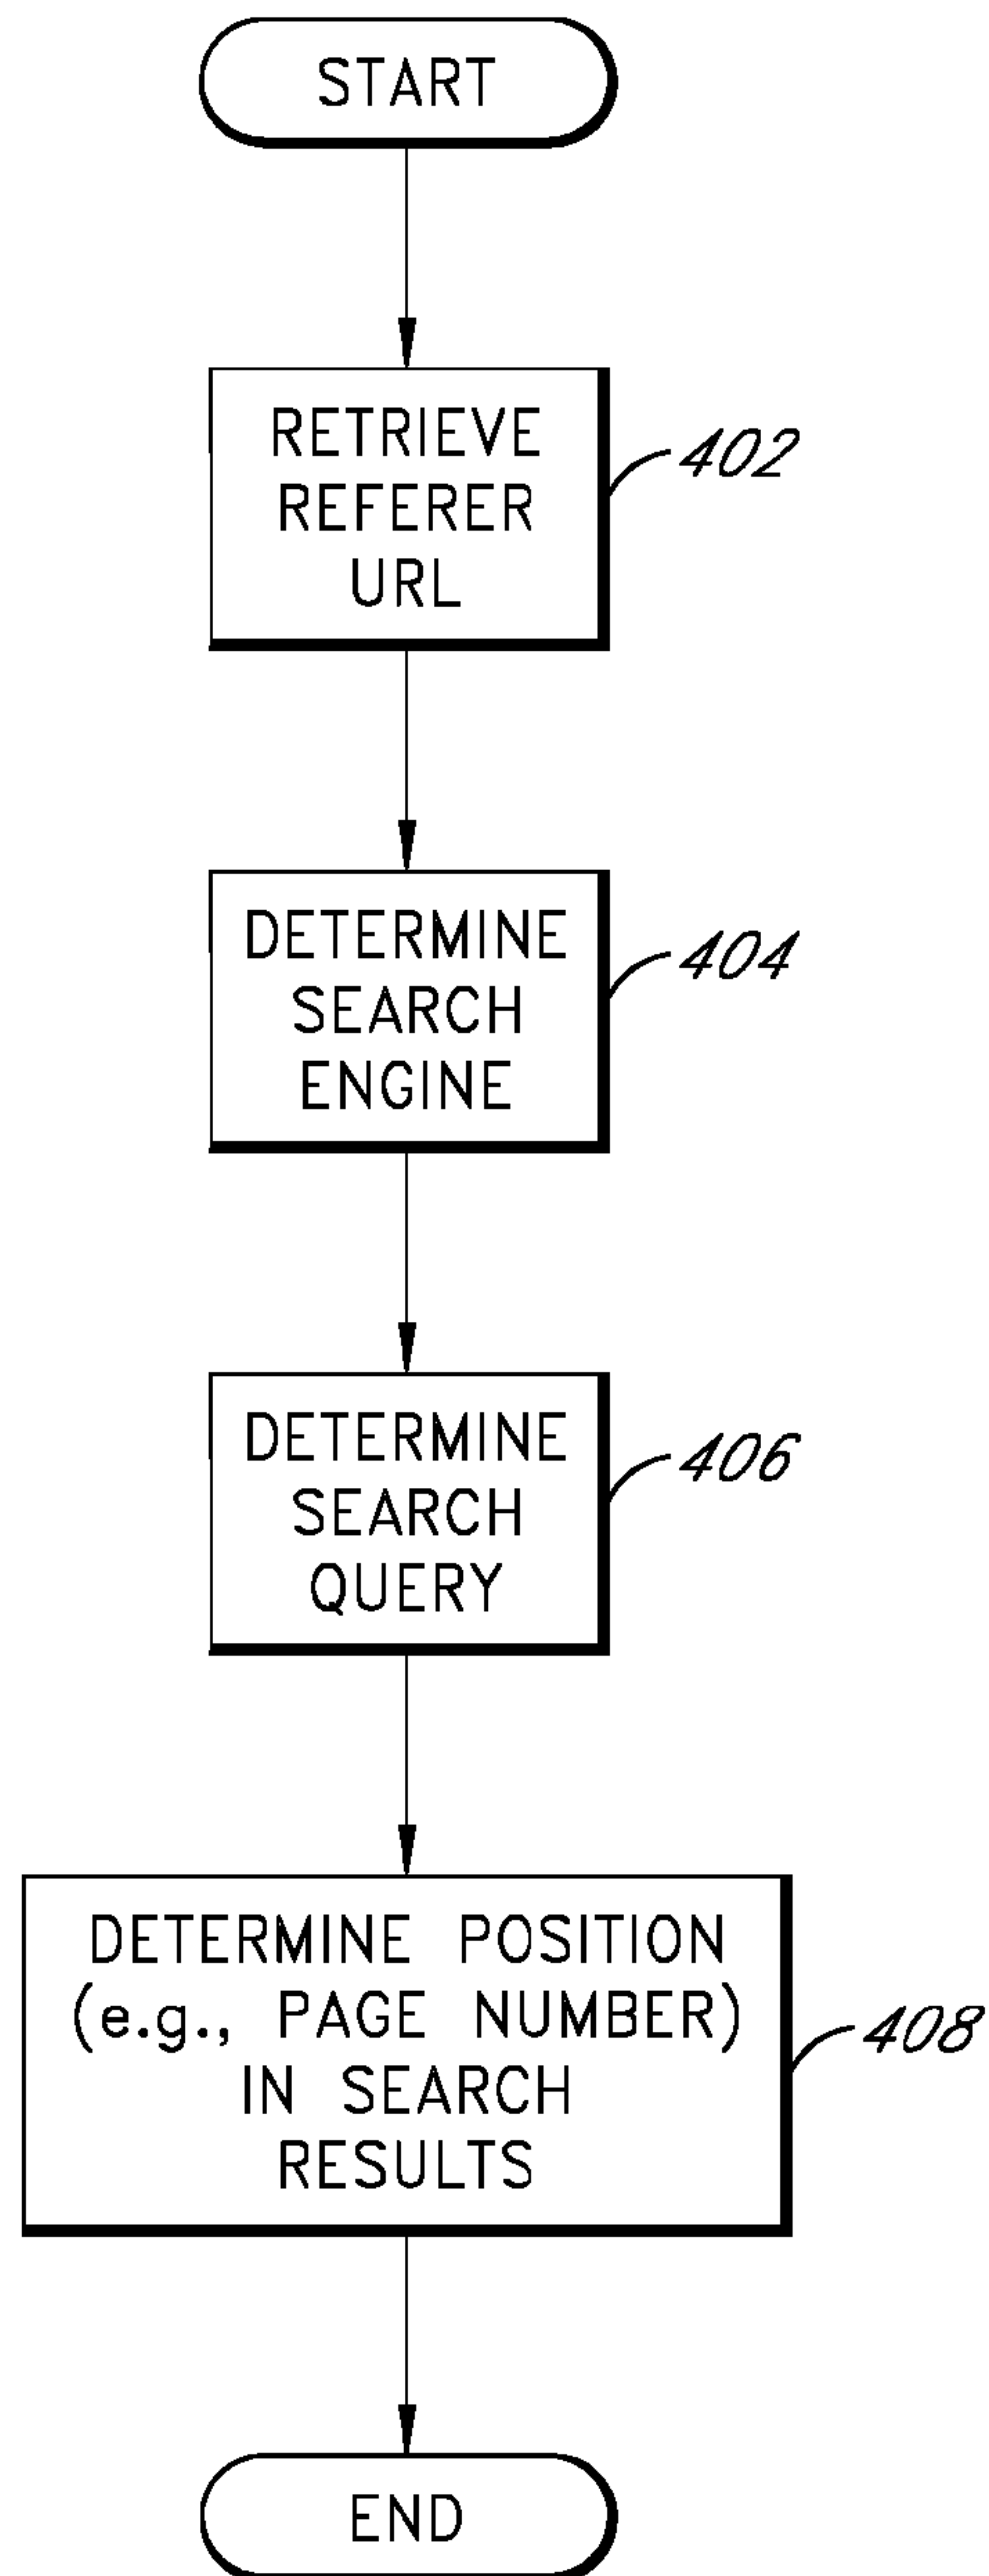 START
RETRIEVE
REFERER
URL
402
DETERMINE
SEARCH
ENGINE
404
DETERMINE
SEARCH
QUERY
406
DETERMINE POSITION
(e.g., PAGE NUMBER)
IN SEARCH
RESULTS
408
END